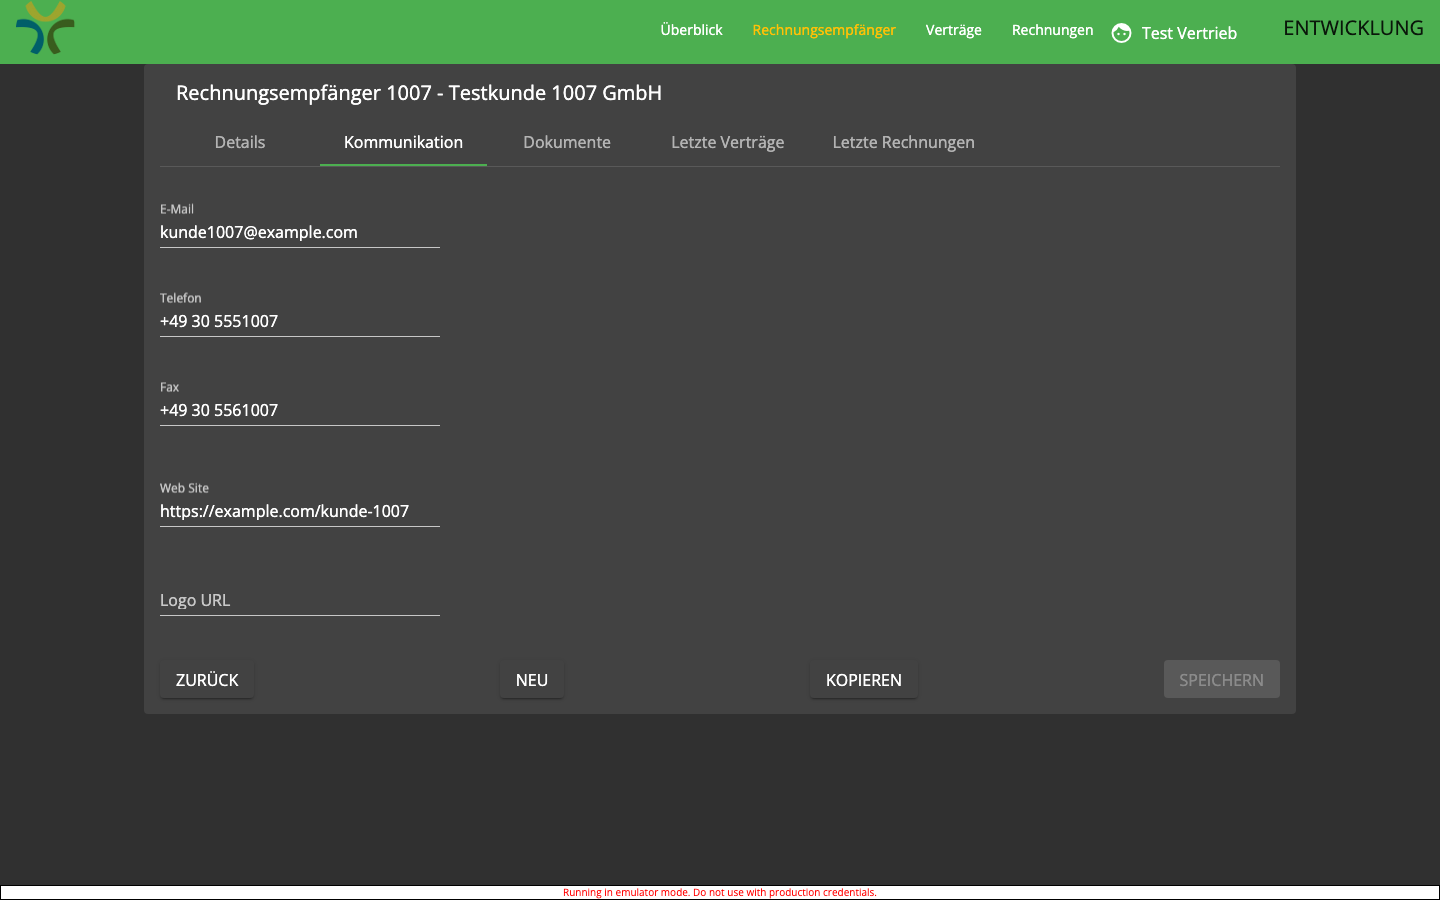 Überblick Rechnungsempfänger Verträge Rechnungen Test Vertrieb ENTWICKLUNG
Rechnungsempfänger 1007 - Testkunde 1007 GmbH
Details Kommunikation Dokumente Letzte Verträge Letzte Rechnungen
E-Mail
kunde1007@example.com
Telefon
+49 30 5551007
Fax
+49 30 5561007
Web Site
https://example.com/kunde-1007
Logo URL
ZURÜCK NEU KOPIEREN SPEICHERN
Running in emulator mode. Do not use with production credentials.